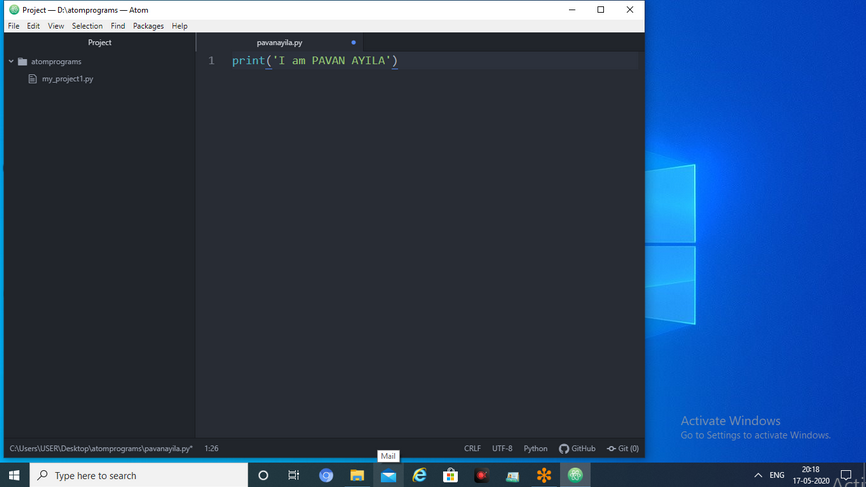 Project — D:\atomprograms — Atom
File Edit View Selection Find Packages Help
Project
pavanayila.py
atomprograms
my_project1.py
1 print('I am PAVAN AYILA')
Activate Windows
Go to Settings to activate Windows.
C:\Users\USER\Desktop\atomprograms\pavanayila.py* 1:26 CRLF UTF-8 Python GitHub Git (0)
Mail
Type here to search
ENG
20:18
17-05-2020